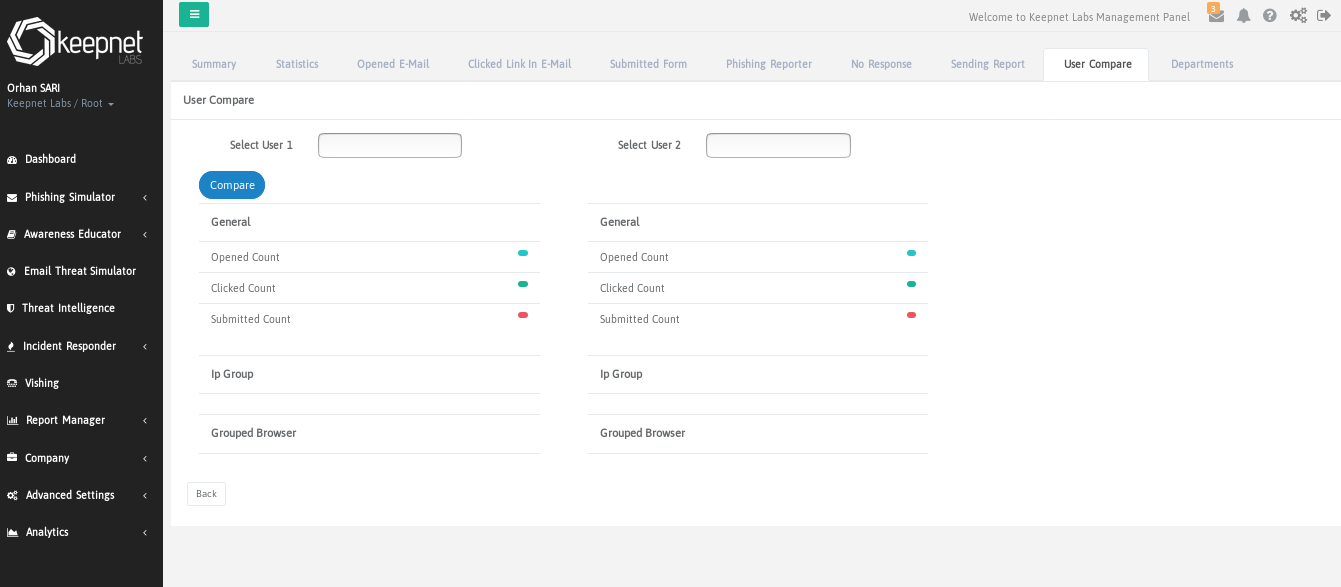 Welcome to Keepnet Labs Management Panel 3
keepnet
LABS
Orhan SARI
Keepnet Labs / Root
Dashboard
Phishing Simulator
Awareness Educator
Email Threat Simulator
Threat Intelligence
Incident Responder
Vishing
Report Manager
Company
Advanced Settings
Analytics
Summary Statistics Opened E-Mail Clicked Link In E-Mail Submitted Form Phishing Reporter No Response Sending Report User Compare Departments
User Compare
Select User 1 Select User 2
Compare
General General
Opened Count Opened Count
Clicked Count Clicked Count
Submitted Count Submitted Count
Ip Group Ip Group
Grouped Browser Grouped Browser
Back